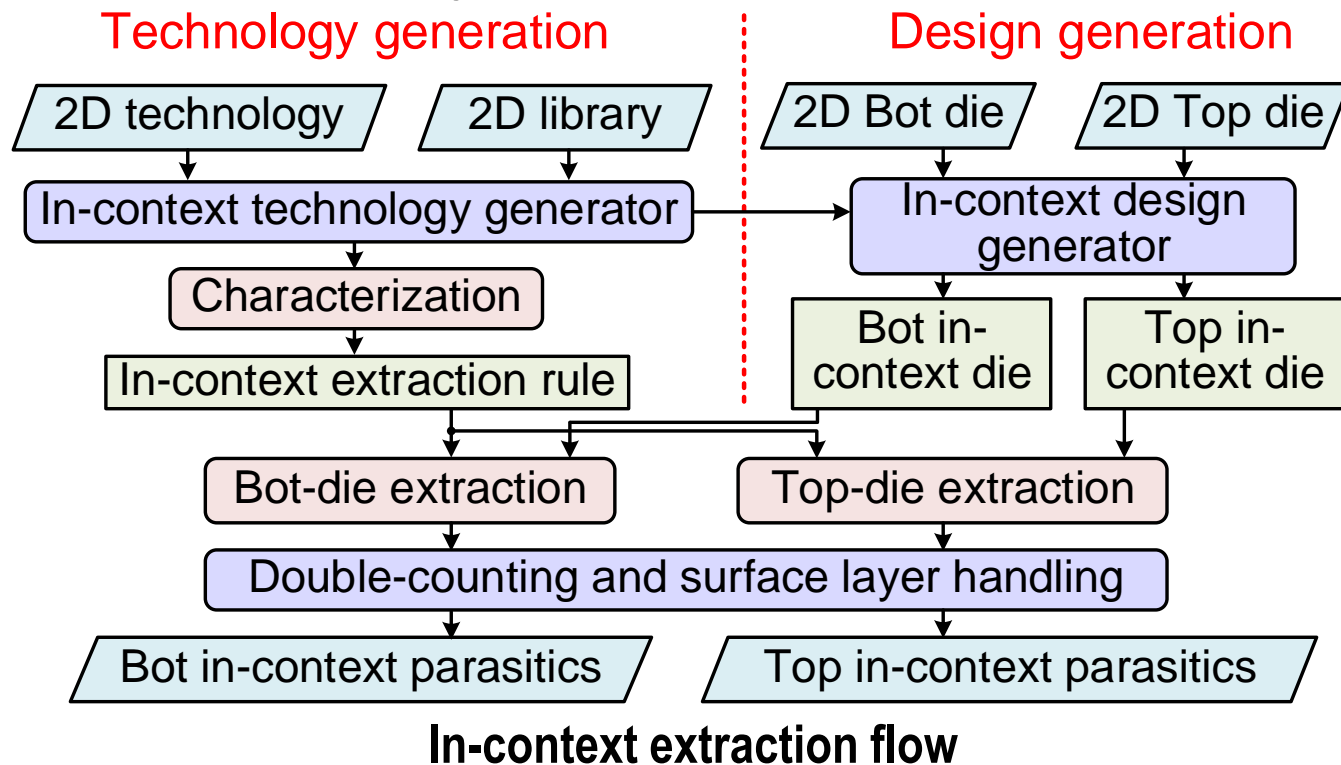 Technology generation
Design generation
2D technology
2D library
2D Bot die
2D Top die
In-context technology generator
In-context design
generator
Characterization
Bot in-
context die
Top in-
context die
In-context extraction rule
Bot-die extraction
Top-die extraction
Double-counting and surface layer handling
Bot in-context parasitics
Top in-context parasitics
In-context extraction flow